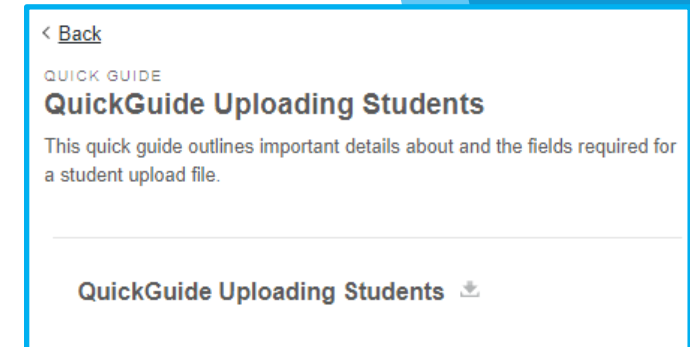 < Back
QUICK GUIDE
QuickGuide Uploading Students
This quick guide outlines important details about and the fields required for
a student upload file.
QuickGuide Uploading Students